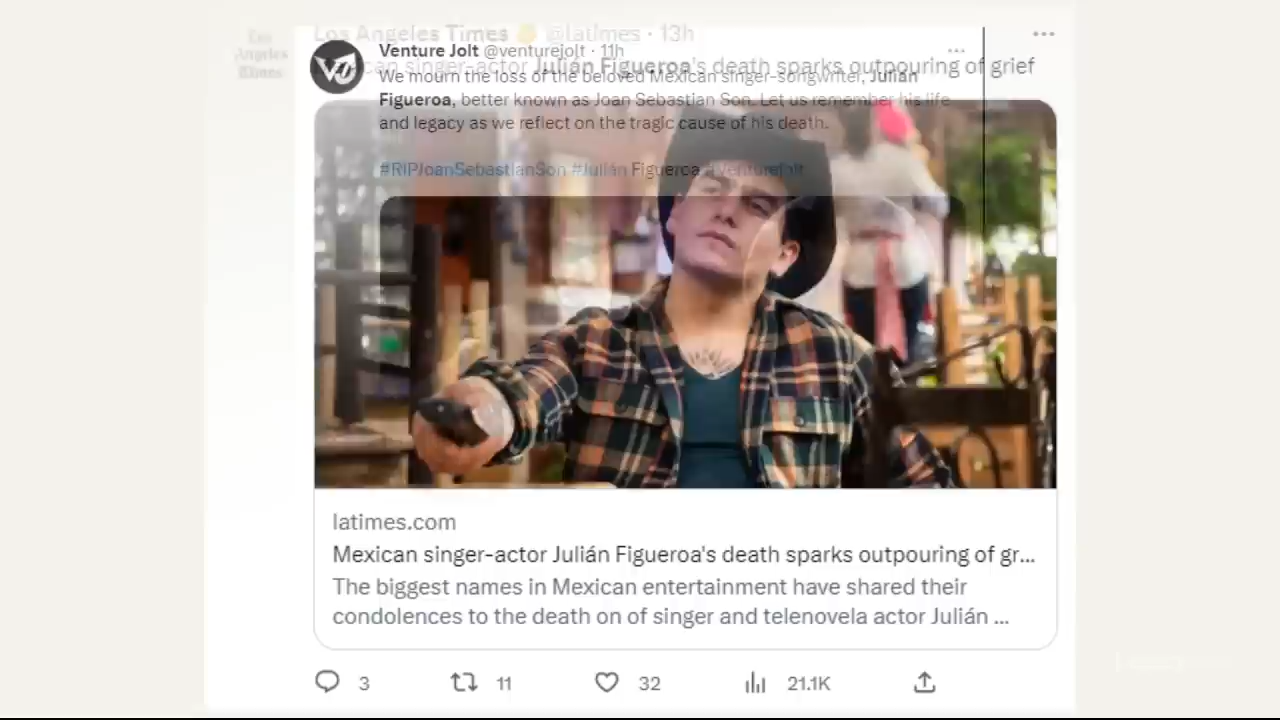 Los Angeles Times @latimes · 13h
Venture Jolt @venturejolt · 11h
singer-actor Julián Figueroa's death sparks outpouring of grief
We mourn the loss of the beloved Mexican singer-songwriter, Julián
Figueroa, better known as Joan Sebastian Son. Let us remember his life
and legacy as we reflect on the tragic cause of his death.
#RIPJoanSebastianSon #Julián Figueroa #venturejolt
latimes.com
Mexican singer-actor Julián Figueroa's death sparks outpouring of gr...
The biggest names in Mexican entertainment have shared their
condolences to the death on of singer and telenovela actor Julián ...
3 11 32 21.1K